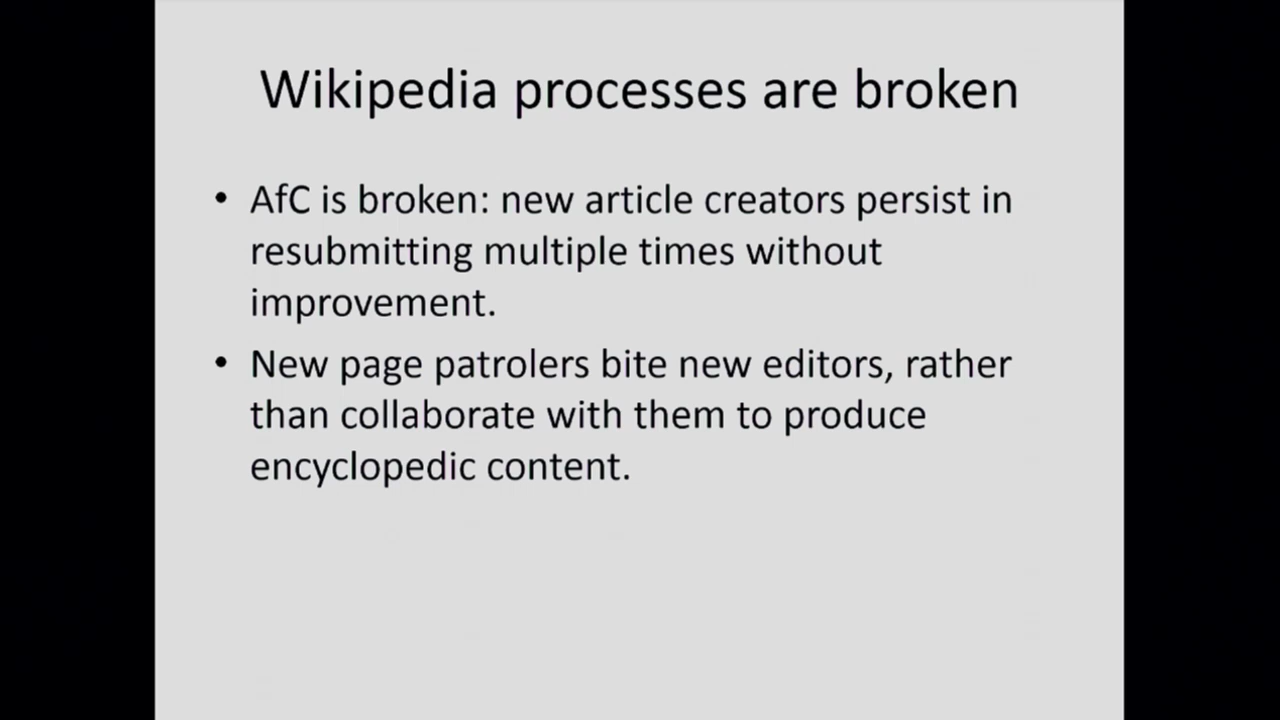 Wikipedia processes are broken
• AfC is broken: new article creators persist in
resubmitting multiple times without
improvement.
• New page patrolers bite new editors, rather
than collaborate with them to produce
encyclopedic content.